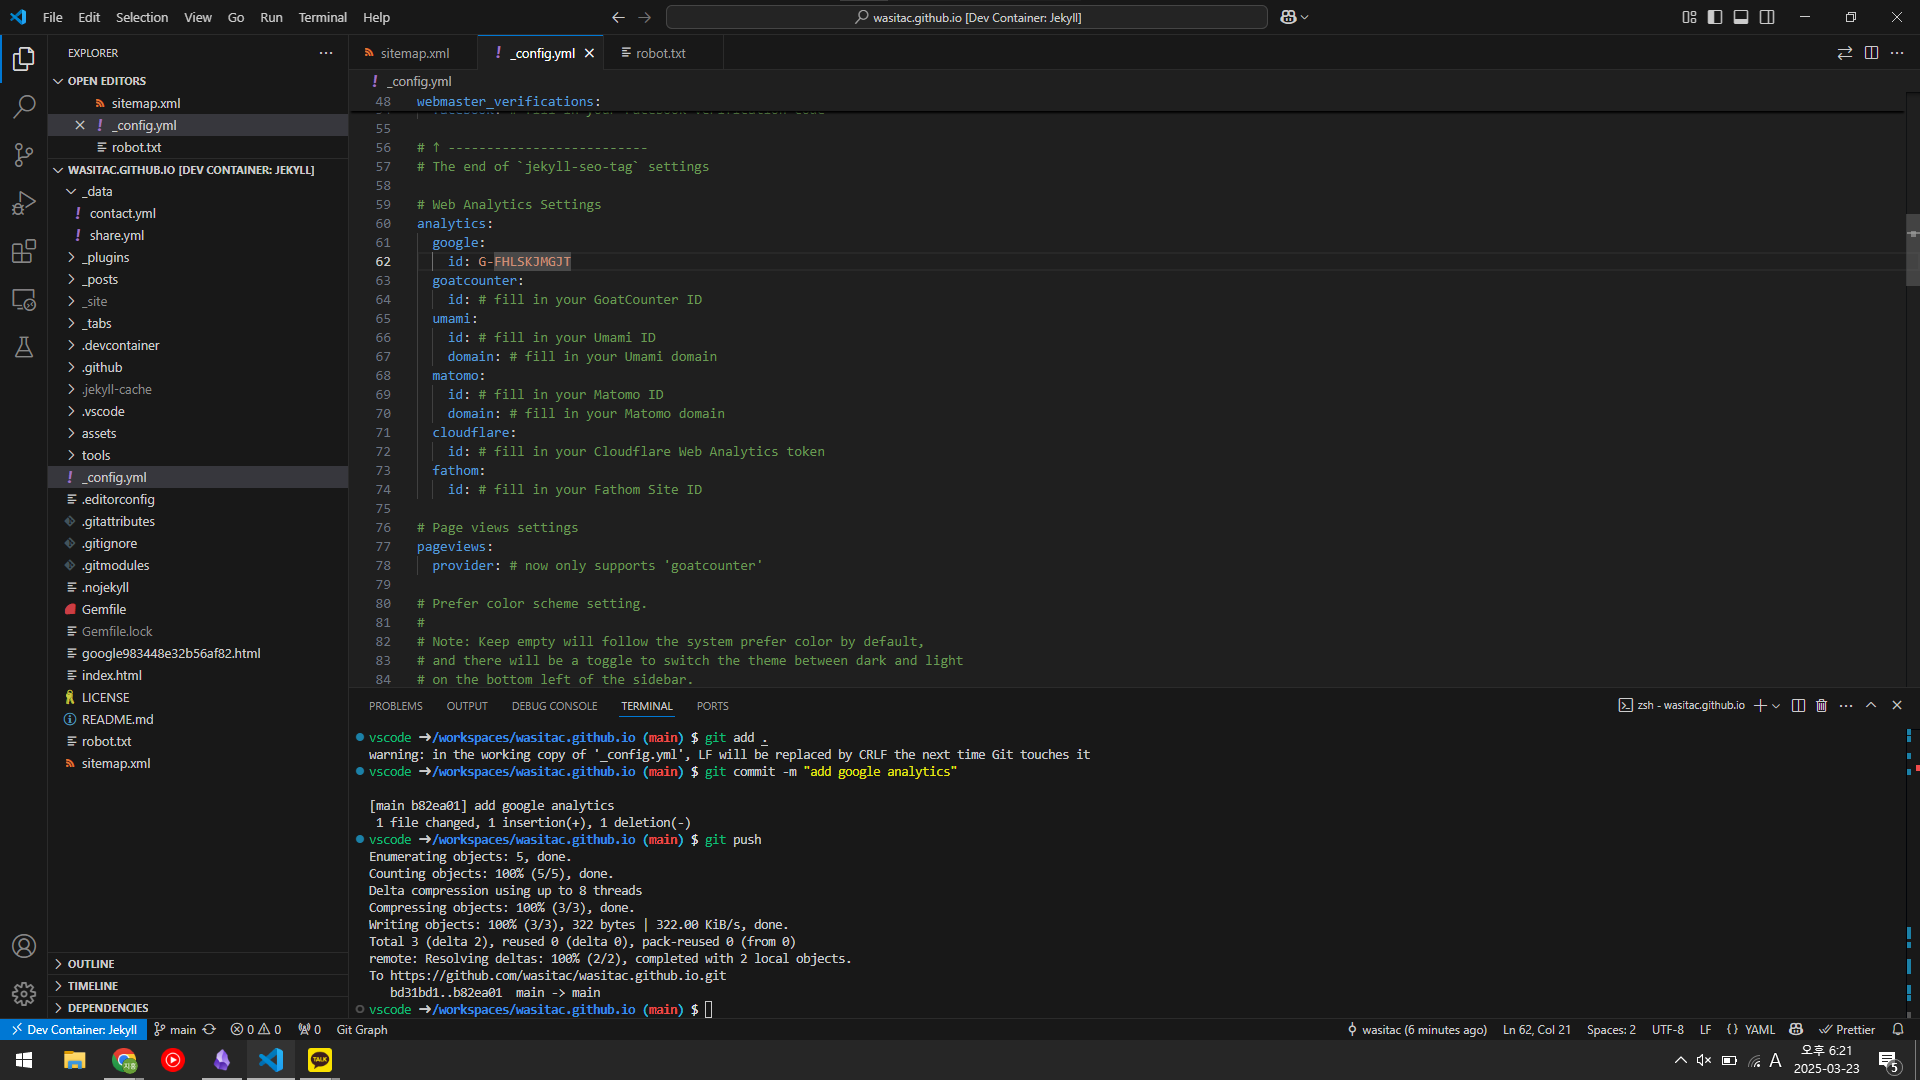 File Edit Selection View Go Run Terminal Help
wasitac.github.io [Dev Container: Jekyll]
EXPLORER
OPEN EDITORS
sitemap.xml
_config.yml
robot.txt
WASITAC.GITHUB.IO [DEV CONTAINER: JEKYLL]
_data
contact.yml
share.yml
_plugins
_posts
_site
_tabs
.devcontainer
.github
.jekyll-cache
.vscode
assets
tools
_config.yml
.editorconfig
.gitattributes
.gitignore
.gitmodules
.nojekyll
Gemfile
Gemfile.lock
google983448e32b56af82.html
index.html
LICENSE
README.md
robot.txt
sitemap.xml
OUTLINE
TIMELINE
DEPENDENCIES
sitemap.xml _config.yml robot.txt
_config.yml
48 webmaster_verifications:
55
56 # ↑ --------------------------
57 # The end of `jekyll-seo-tag` settings
58
59 # Web Analytics Settings
60 analytics:
61 google:
62 id: G-FHLSKJMGJT
63 goatcounter:
64 id: # fill in your GoatCounter ID
65 umami:
66 id: # fill in your Umami ID
67 domain: # fill in your Umami domain
68 matomo:
69 id: # fill in your Matomo ID
70 domain: # fill in your Matomo domain
71 cloudflare:
72 id: # fill in your Cloudflare Web Analytics token
73 fathom:
74 id: # fill in your Fathom Site ID
75
76 # Page views settings
77 pageviews:
78 provider: # now only supports 'goatcounter'
79
80 # Prefer color scheme setting.
81 #
82 # Note: Keep empty will follow the system prefer color by default,
83 # and there will be a toggle to switch the theme between dark and light
84 # on the bottom left of the sidebar.
PROBLEMS OUTPUT DEBUG CONSOLE TERMINAL PORTS
zsh - wasitac.github.io
vscode ➜/workspaces/wasitac.github.io (main) $ git add .
warning: in the working copy of '_config.yml', LF will be replaced by CRLF the next time Git touches it
vscode ➜/workspaces/wasitac.github.io (main) $ git commit -m "add google analytics"
[main b82ea01] add google analytics
1 file changed, 1 insertion(+), 1 deletion(-)
vscode ➜/workspaces/wasitac.github.io (main) $ git push
Enumerating objects: 5, done.
Counting objects: 100% (5/5), done.
Delta compression using up to 8 threads
Compressing objects: 100% (3/3), done.
Writing objects: 100% (3/3), 322 bytes | 322.00 KiB/s, done.
Total 3 (delta 2), reused 0 (delta 0), pack-reused 0 (from 0)
remote: Resolving deltas: 100% (2/2), completed with 2 local objects.
To https://github.com/wasitac/wasitac.github.io.git
bd31bd1..b82ea01 main -> main
vscode ➜/workspaces/wasitac.github.io (main) $
Dev Container: Jekyll main 0 0 0 Git Graph
wasitac (6 minutes ago) Ln 62, Col 21 Spaces: 2 UTF-8 LF {} YAML Prettier
지홍
TALK
A
오후 6:21
2025-03-23
5